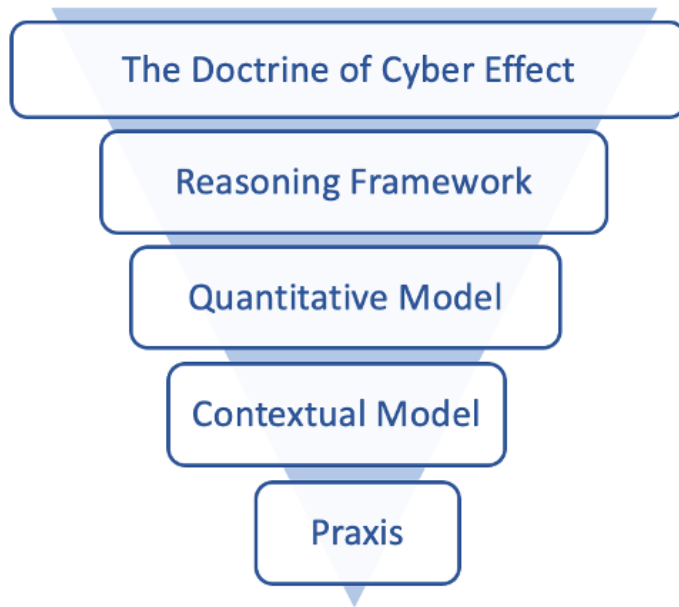 The Doctrine of Cyber Effect
Reasoning Framework
Quantitative Model
Contextual Model
Praxis